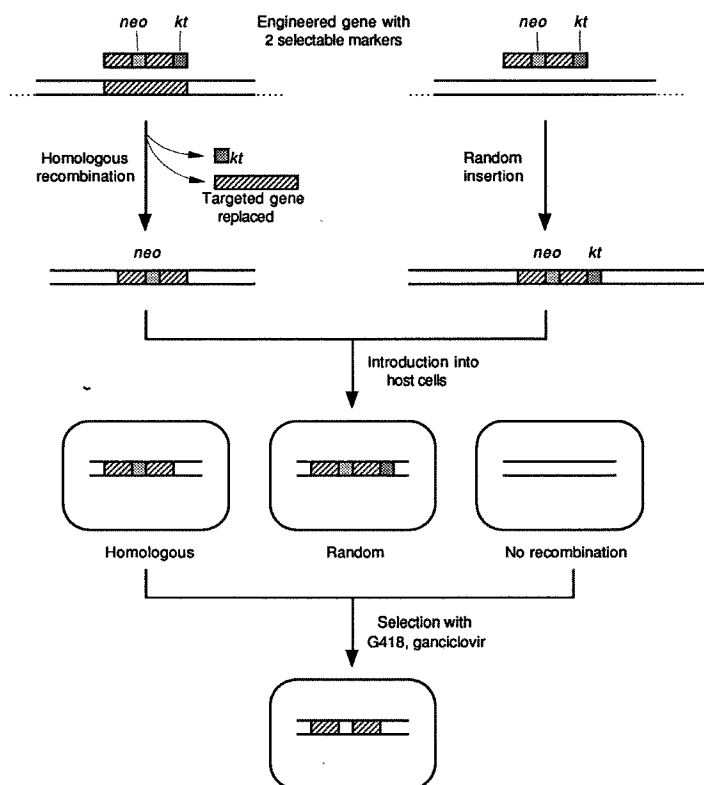 neo kt
Engineered gene with
2 selectable markers
neo kt
Homologous
recombination
kt
Targeted gene
replaced
Random
insertion
neo
neo kt
Introduction into
host cells
Homologous
Random
No recombination
Selection with
G418, ganciclovir